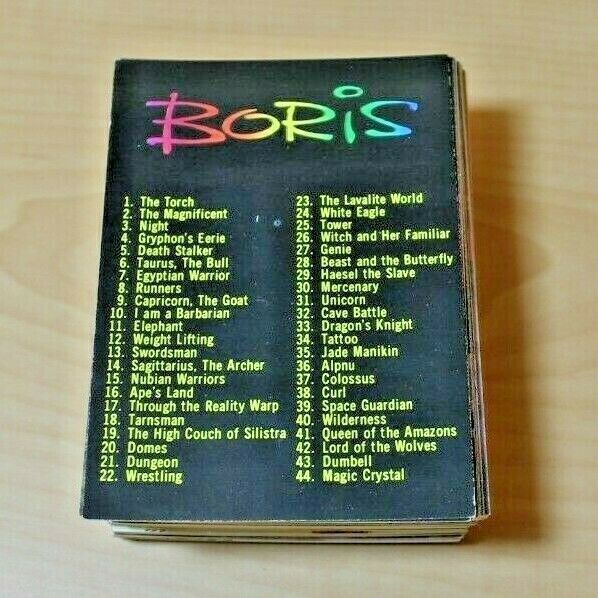 BORIS
1. The Torch
2. The Magnificent
3. Night
4. Gryphon's Eerie
5. Death Stalker
6. Taurus, The Bull
7. Egyptian Warrior
8. Runners
9. Capricorn, The Goat
10. I am a Barbarian
11. Elephant
12. Weight Lifting
13. Swordsman
14. Sagittarius, The Archer
15. Nubian Warriors
16. Ape's Land
17. Through the Reality Warp
18. Tarnsman
19. The High Couch of Silistra
20. Domes
21. Dungeon
22. Wrestling
23. The Lavalite World
24. White Eagle
25. Tower
26. Witch and Her Familiar
27. Genie
28. Beast and the Butterfly
29. Haesel the Slave
30. Mercenary
31. Unicorn
32. Cave Battle
33. Dragon's Knight
34. Tattoo
35. Jade Manikin
36. Alpnu
37. Colossus
38. Curl
39. Space Guardian
40. Wilderness
41. Queen of the Amazons
42. Lord of the Wolves
43. Dumbell
44. Magic Crystal